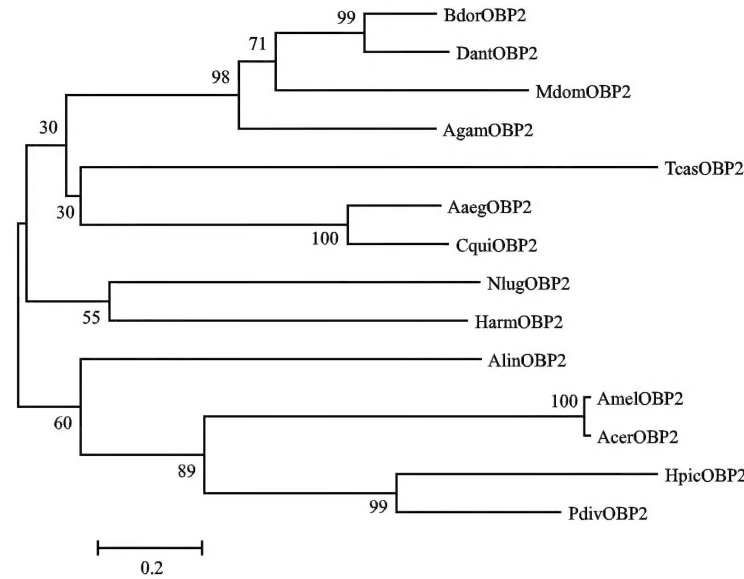 99
BdorOBP2
DantOBP2
71
MdomOBP2
98
AgamOBP2
30
TcasOBP2
30
AaegOBP2
100
CquiOBP2
NlugOBP2
55
HarmOBP2
AlinOBP2
60
100
AmelOBP2
AcerOBP2
89
HpicOBP2
99
PdivOBP2
0.2